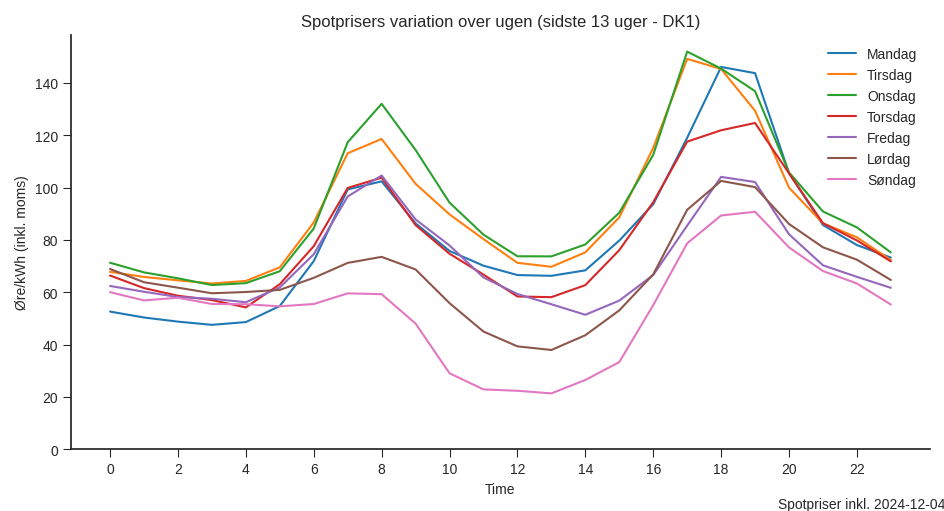 Spotprisers variation over ugen (sidste 13 uger - DK1)
Mandag
Tirsdag
Onsdag
Torsdag
Fredag
Lørdag
Søndag
Øre/kWh (inkl. moms)
140
120
100
80
60
40
20
0
0 2 4 6 8 10 12 14 16 18 20 22
Time
Spotpriser inkl. 2024-12-04